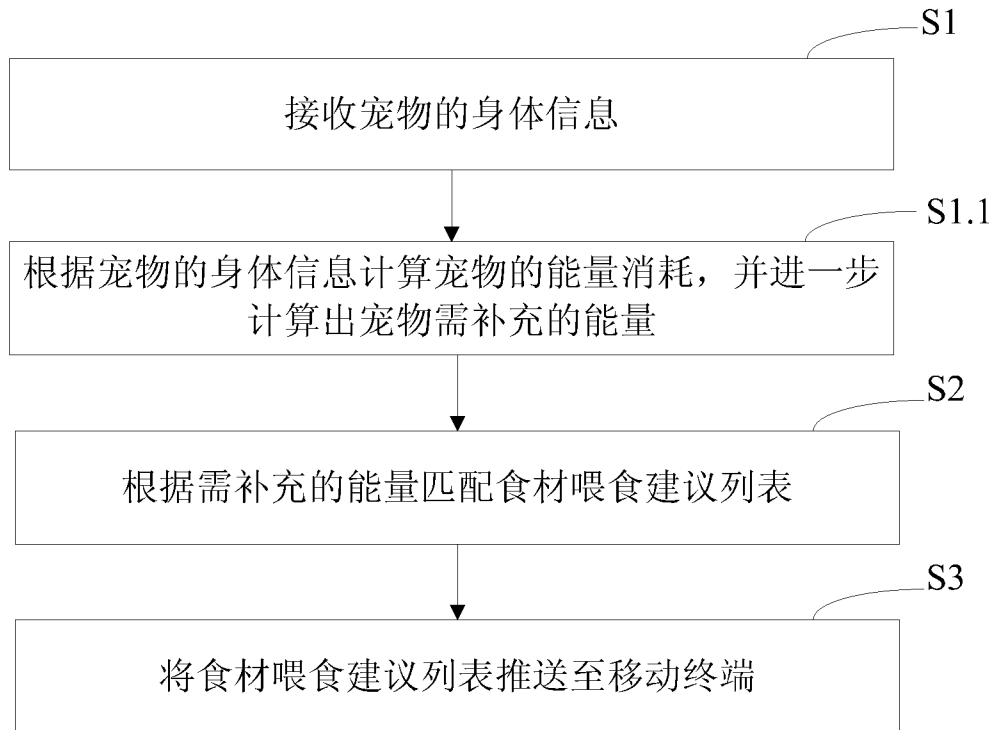 S1
接收宠物的身体信息
S1.1
根据宠物的身体信息计算宠物的能量消耗，并进一步
计算出宠物需补充的能量
S2
根据需补充的能量匹配食材喂食建议列表
S3
将食材喂食建议列表推送至移动终端